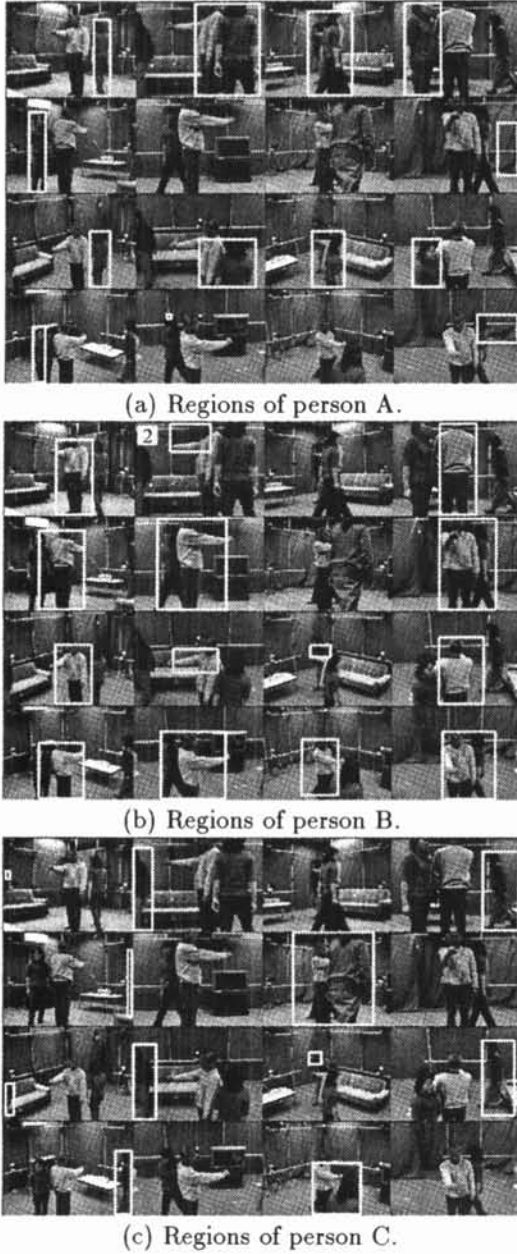 (a) Regions of person A.
2
(b) Regions of person B.
(c) Regions of person C.